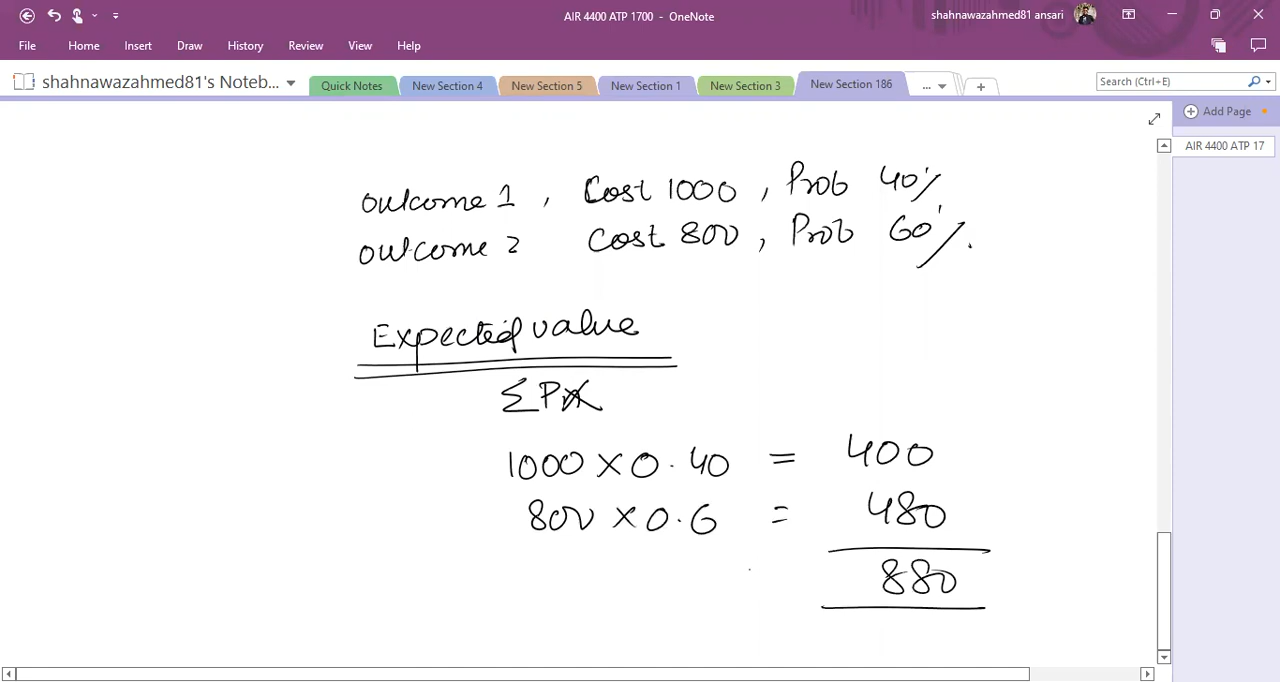 AIR 4400 ATP 1700 - OneNote
shahnawazahmed81 ansari
File Home Insert Draw History Review View Help
shahnawazahmed81's Noteb... Quick Notes New Section 4 New Section 5 New Section 1 New Section 3 New Section 186 ... + Search (Ctrl+E)
Add Page
AIR 4400 ATP 17
outcome 1 , Cost 1000 , Prob 40%
outcome 2 Cost 800 , Prob 60%.
Expected value
ΣPX
1000 × 0.40 = 400
800 × 0.6 = 480
880